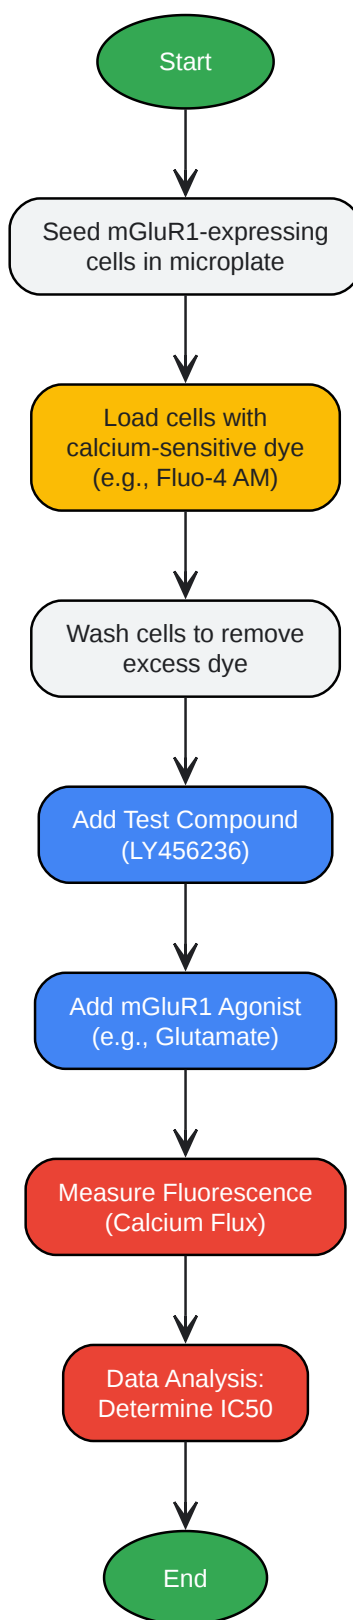 Start
Seed mGluR1-expressing
cells in microplate
Load cells with
calcium-sensitive dye
(e.g., Fluo-4 AM)
Wash cells to remove
excess dye
Add Test Compound
(LY456236)
Add mGluR1 Agonist
(e.g., Glutamate)
Measure Fluorescence
(Calcium Flux)
Data Analysis:
Determine IC50
End